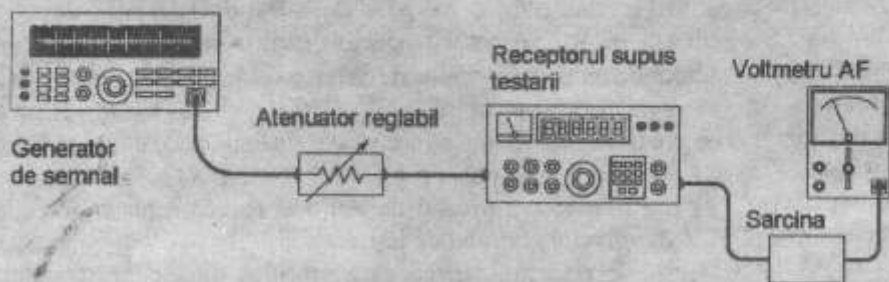 Receptorul supus
testarii
Voltmetru AF
Atenuator reglabil
Generator
de semnal
Sarcina